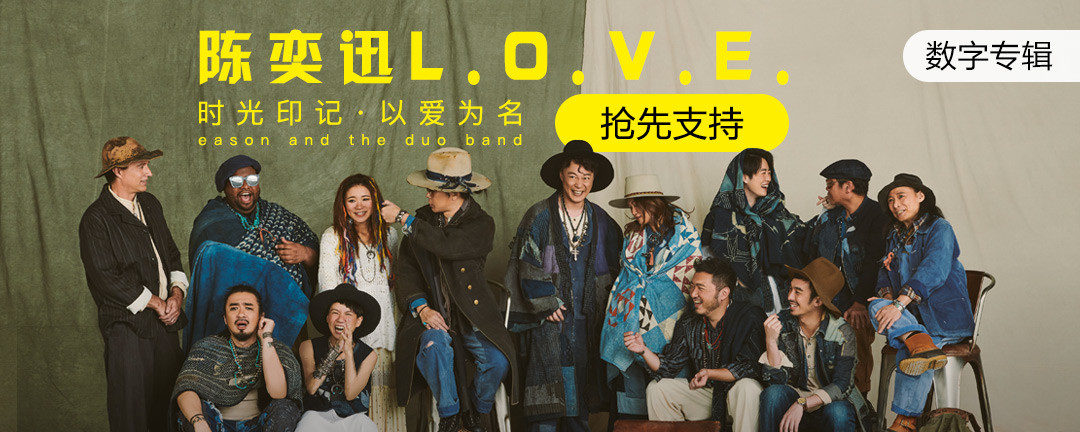 陈奕迅L.O.V.E.
时光印记·以爱为名
eason and the duo band
抢先支持
数字专辑